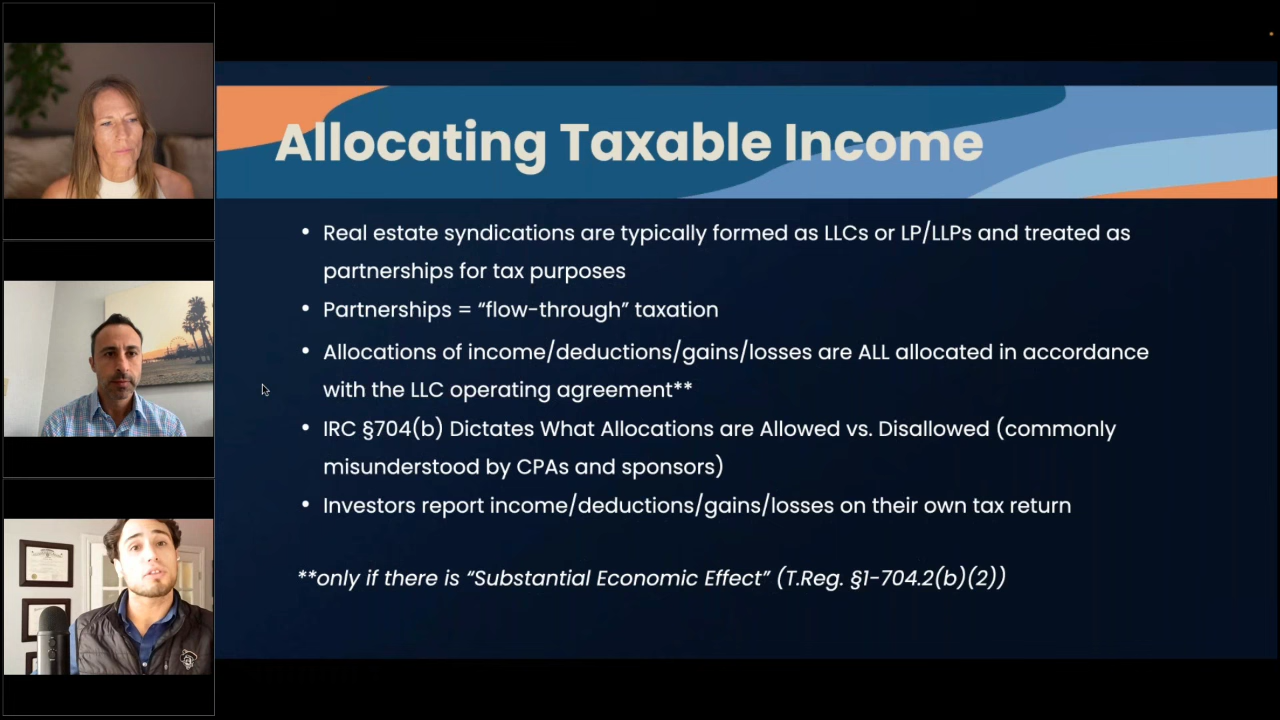 Allocating Taxable Income
• Real estate syndications are typically formed as LLCs or LP/LLPs and treated as
partnerships for tax purposes
• Partnerships = “flow-through” taxation
• Allocations of income/deductions/gains/losses are ALL allocated in accordance
with the LLC operating agreement**
• IRC §704(b) Dictates What Allocations are Allowed vs. Disallowed (commonly
misunderstood by CPAs and sponsors)
• Investors report income/deductions/gains/losses on their own tax return
**only if there is “Substantial Economic Effect” (T.Reg. §1-704.2(b)(2))